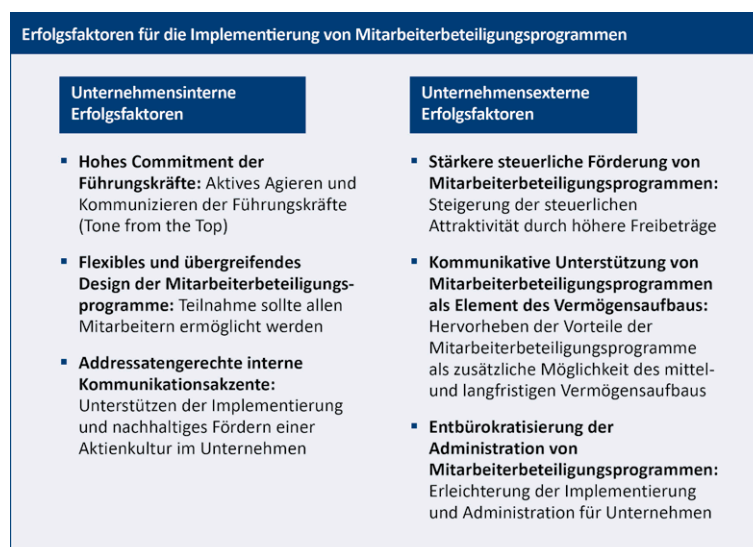 Erfolgsfaktoren für die Implementierung von Mitarbeiterbeteiligungsprogrammen
Unternehmensinterne
Erfolgsfaktoren
▪ Hohes Commitment der
Führungskräfte: Aktives Agieren und
Kommunizieren der Führungskräfte
(Tone from the Top)
▪ Flexibles und übergreifendes
Design der Mitarbeiterbeteiligungs-
programme: Teilnahme sollte allen
Mitarbeitern ermöglicht werden
▪ Addressatengerechte interne
Kommunikationsakzente:
Unterstützen der Implementierung
und nachhaltiges Fördern einer
Aktienkultur im Unternehmen
Unternehmensexterne
Erfolgsfaktoren
▪ Stärkere steuerliche Förderung von
Mitarbeiterbeteiligungsprogrammen:
Steigerung der steuerlichen
Attraktivität durch höhere Freibeträge
▪ Kommunikative Unterstützung von
Mitarbeiterbeteiligungsprogrammen
als Element des Vermögensaufbaus:
Hervorheben der Vorteile der
Mitarbeiterbeteiligungsprogramme
als zusätzliche Möglichkeit des mittel-
und langfristigen Vermögensaufbaus
▪ Entbürokratisierung der
Administration von
Mitarbeiterbeteiligungsprogrammen:
Erleichterung der Implementierung
und Administration für Unternehmen